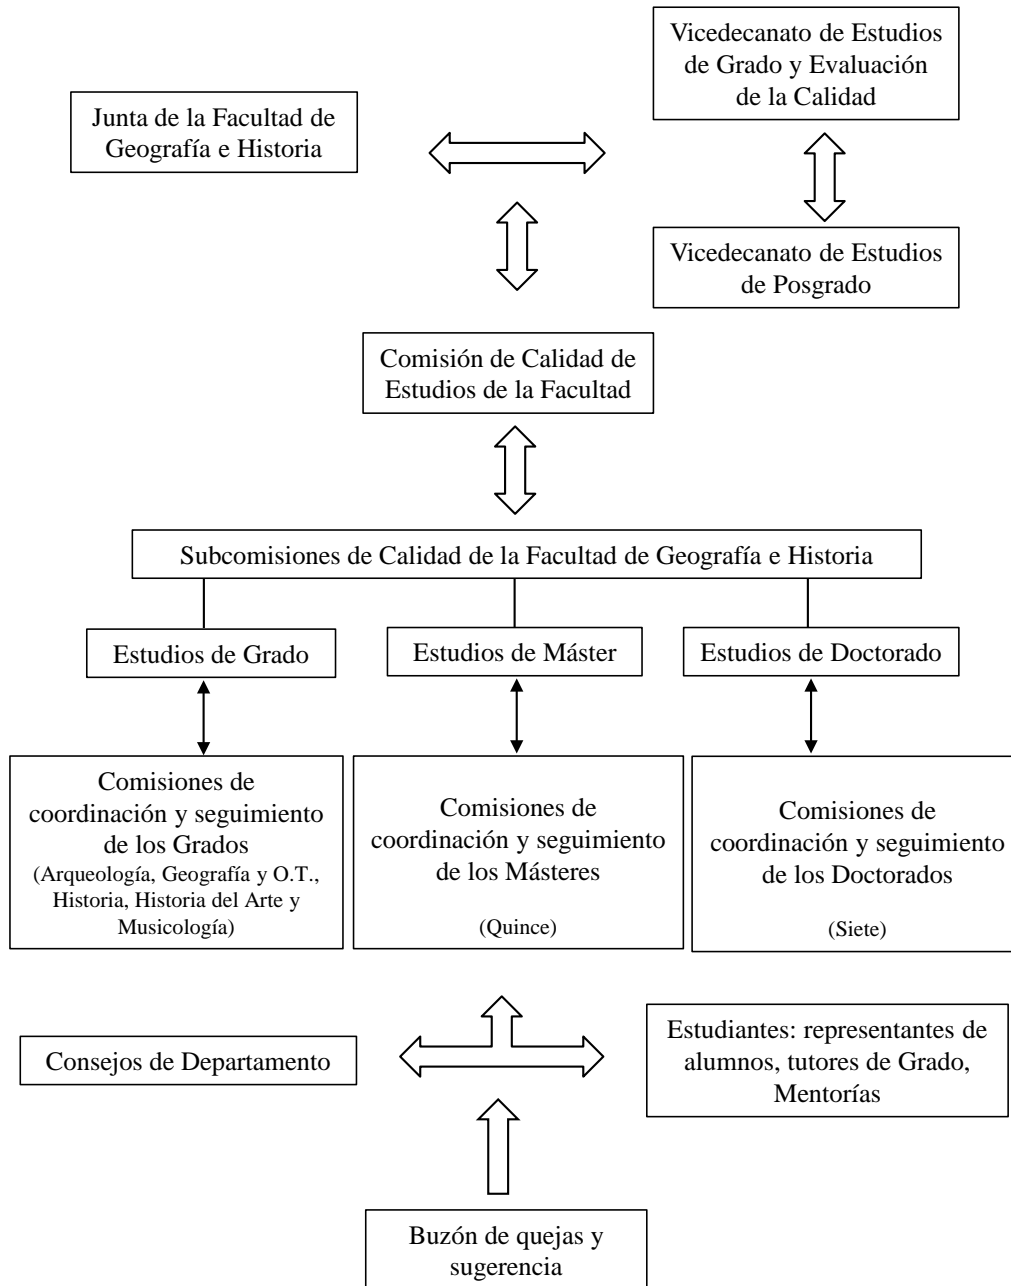 Vicedecanato de Estudios
de Grado y Evaluación
de la Calidad
Junta de la Facultad de
Geografía e Historia
Vicedecanato de Estudios
de Posgrado
Comisión de Calidad de
Estudios de la Facultad
Subcomisiones de Calidad de la Facultad de Geografía e Historia
Estudios de Grado
Estudios de Máster
Estudios de Doctorado
Comisiones de
coordinación y seguimiento
de los Grados
(Arqueología, Geografía y O.T.,
Historia, Historia del Arte y
Musicología)
Comisiones de
coordinación y seguimiento
de los Másteres
(Quince)
Comisiones de
coordinación y seguimiento
de los Doctorados
(Siete)
Consejos de Departamento
Estudiantes: representantes de
alumnos, tutores de Grado,
Mentorías
Buzón de quejas y
sugerencia